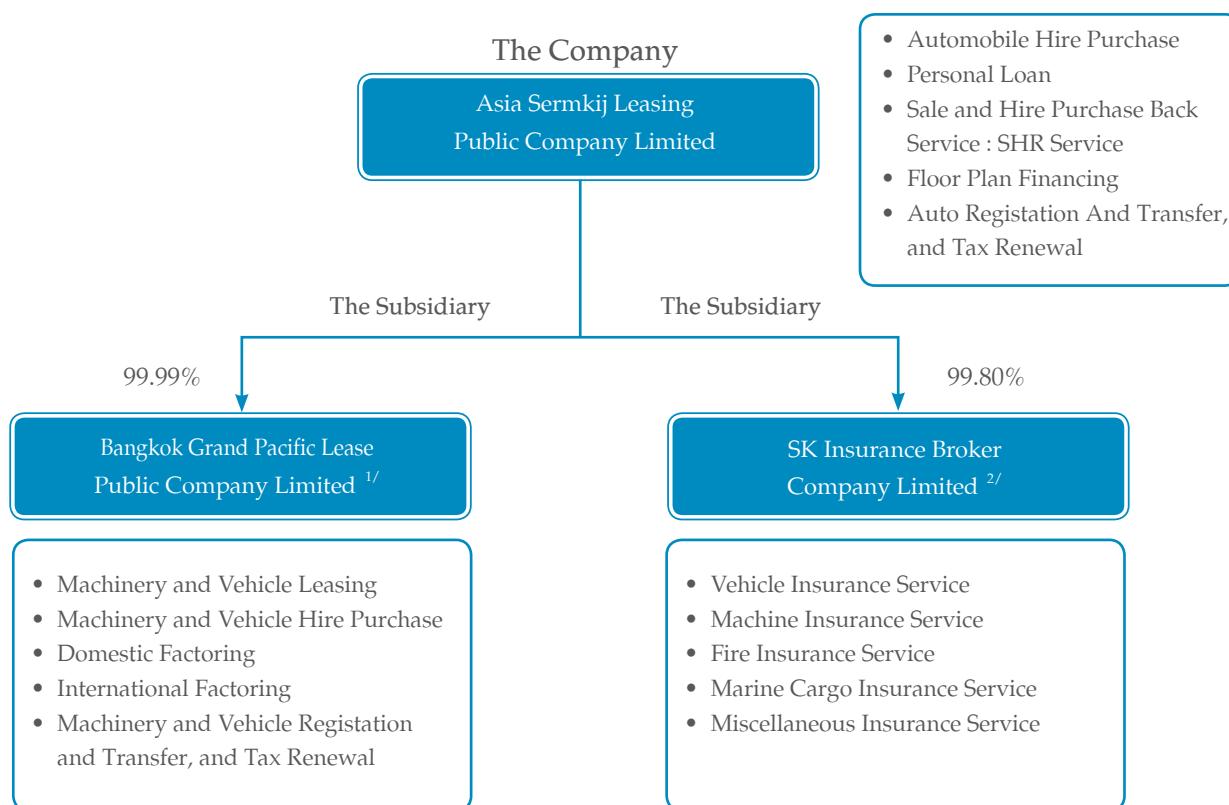 The Company
Asia Sermkij Leasing
Public Company Limited
• Automobile Hire Purchase
• Personal Loan
• Sale and Hire Purchase Back
Service : SHR Service
• Floor Plan Financing
• Auto Registation And Transfer,
and Tax Renewal
The Subsidiary
The Subsidiary
99.99%
99.80%
Bangkok Grand Pacific Lease
Public Company Limited 1/
SK Insurance Broker
Company Limited 2/
• Machinery and Vehicle Leasing
• Machinery and Vehicle Hire Purchase
• Domestic Factoring
• International Factoring
• Machinery and Vehicle Registation
and Transfer, and Tax Renewal
• Vehicle Insurance Service
• Machine Insurance Service
• Fire Insurance Service
• Marine Cargo Insurance Service
• Miscellaneous Insurance Service